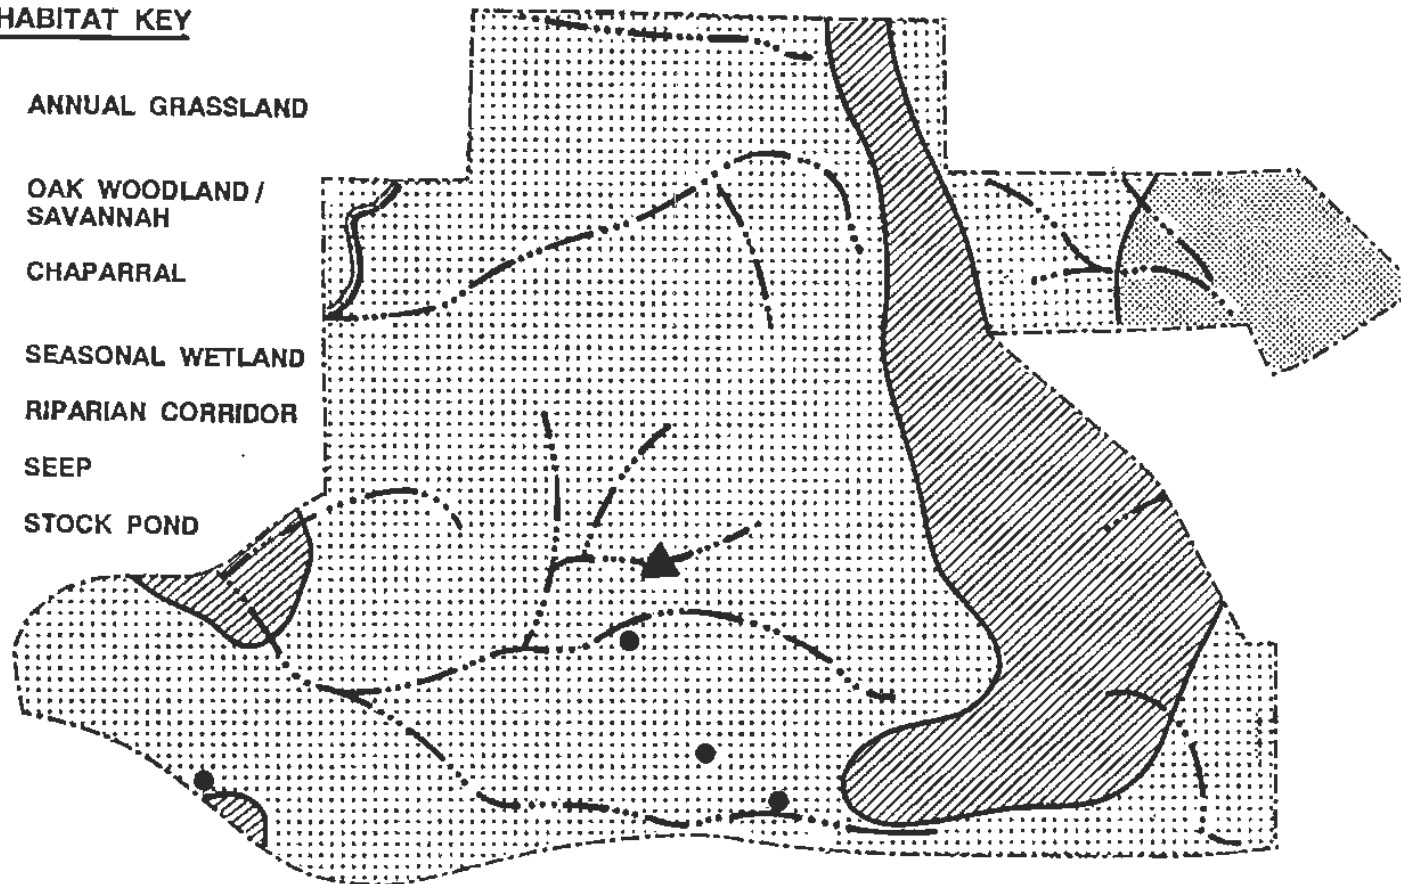 HABITAT KEY
ANNUAL GRASSLAND
OAK WOODLAND /
SAVANNAH
CHAPARRAL
SEASONAL WETLAND
RIPARIAN CORRIDOR
SEEP
STOCK POND